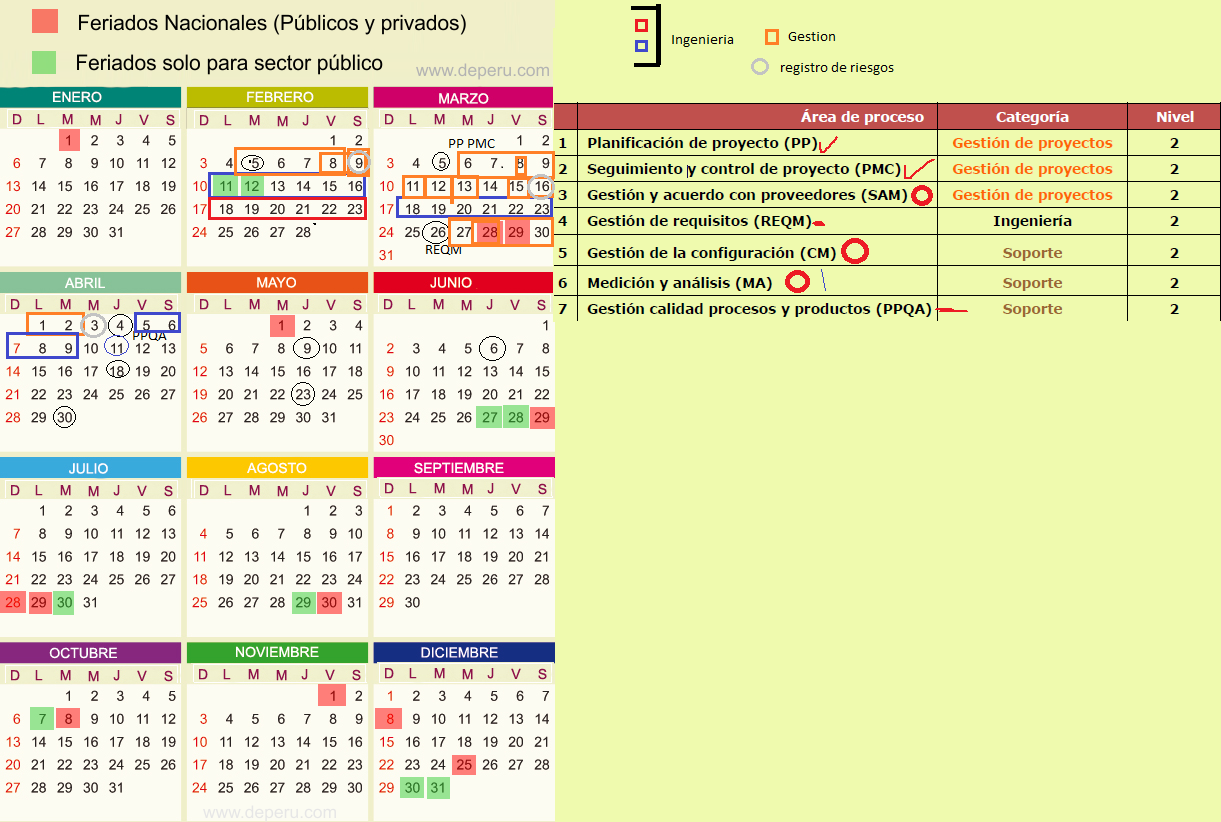 Feriados Nacionales (Públicos y privados)
Feriados solo para sector público
www.deperu.com
Ingenieria
Gestion
registro de riesgos
ENERO
D L M M J V S
1 2 3 4 5
6 7 8 9 10 11 12
13 14 15 16 17 18 19
20 21 22 23 24 25 26
27 28 29 30 31
FEBRERO
D L M M J V S
1 2
3 4 5 6 7 8 9
10 11 12 13 14 15 16
17 18 19 20 21 22 23
24 25 26 27 28
MARZO
D L M M J V S
PP PMC 1 2
3 4 5 6 7. 8 9
10 11 12 13 14 15 16
17 18 19 20 21 22 23
24 25 26 27 28 29 30
REQM
31
ABRIL
D L M M J V S
1 2 3 4 5 6
PPQA
7 8 9 10 11 12 13
14 15 16 17 18 19 20
21 22 23 24 25 26 27
28 29 30
MAYO
D L M M J V S
1 2 3 4
5 6 7 8 9 10 11
12 13 14 15 16 17 18
19 20 21 22 23 24 25
26 27 28 29 30 31
JUNIO
D L M M J V S
1
2 3 4 5 6 7 8
9 10 11 12 13 14 15
16 17 18 19 20 21 22
23 24 25 26 27 28 29
30
JULIO
D L M M J V S
1 2 3 4 5 6
7 8 9 10 11 12 13
14 15 16 17 18 19 20
21 22 23 24 25 26 27
28 29 30 31
AGOSTO
D L M M J V S
1 2 3
4 5 6 7 8 9 10
11 12 13 14 15 16 17
18 19 20 21 22 23 24
25 26 27 28 29 30 31
SEPTIEMBRE
D L M M J V S
1 2 3 4 5 6 7
8 9 10 11 12 13 14
15 16 17 18 19 20 21
22 23 24 25 26 27 28
29 30
OCTUBRE
D L M M J V S
1 2 3 4 5
6 7 8 9 10 11 12
13 14 15 16 17 18 19
20 21 22 23 24 25 26
27 28 29 30 31
NOVIEMBRE
D L M M J V S
1 2
3 4 5 6 7 8 9
10 11 12 13 14 15 16
17 18 19 20 21 22 23
24 25 26 27 28 29 30
DICIEMBRE
D L M M J V S
1 2 3 4 5 6 7
8 9 10 11 12 13 14
15 16 17 18 19 20 21
22 23 24 25 26 27 28
29 30 31
www.deperu.com
Área de proceso Categoría Nivel
1 Planificación de proyecto (PP) Gestión de proyectos 2
2 Seguimiento y control de proyecto (PMC) Gestión de proyectos 2
3 Gestión y acuerdo con proveedores (SAM) Gestión de proyectos 2
4 Gestión de requisitos (REQM) Ingeniería 2
5 Gestión de la configuración (CM) Soporte 2
6 Medición y análisis (MA) Soporte 2
7 Gestión calidad procesos y productos (PPQA) Soporte 2